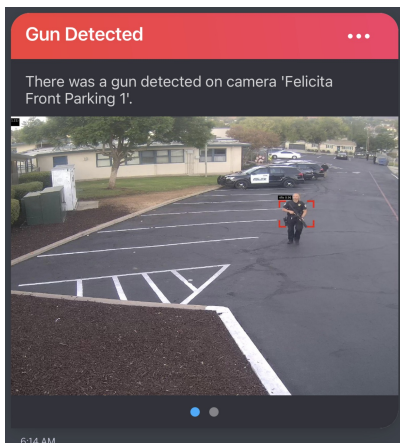 Gun Detected
There was a gun detected on camera 'Felicita
Front Parking 1'.
POLICE
6:14 AM